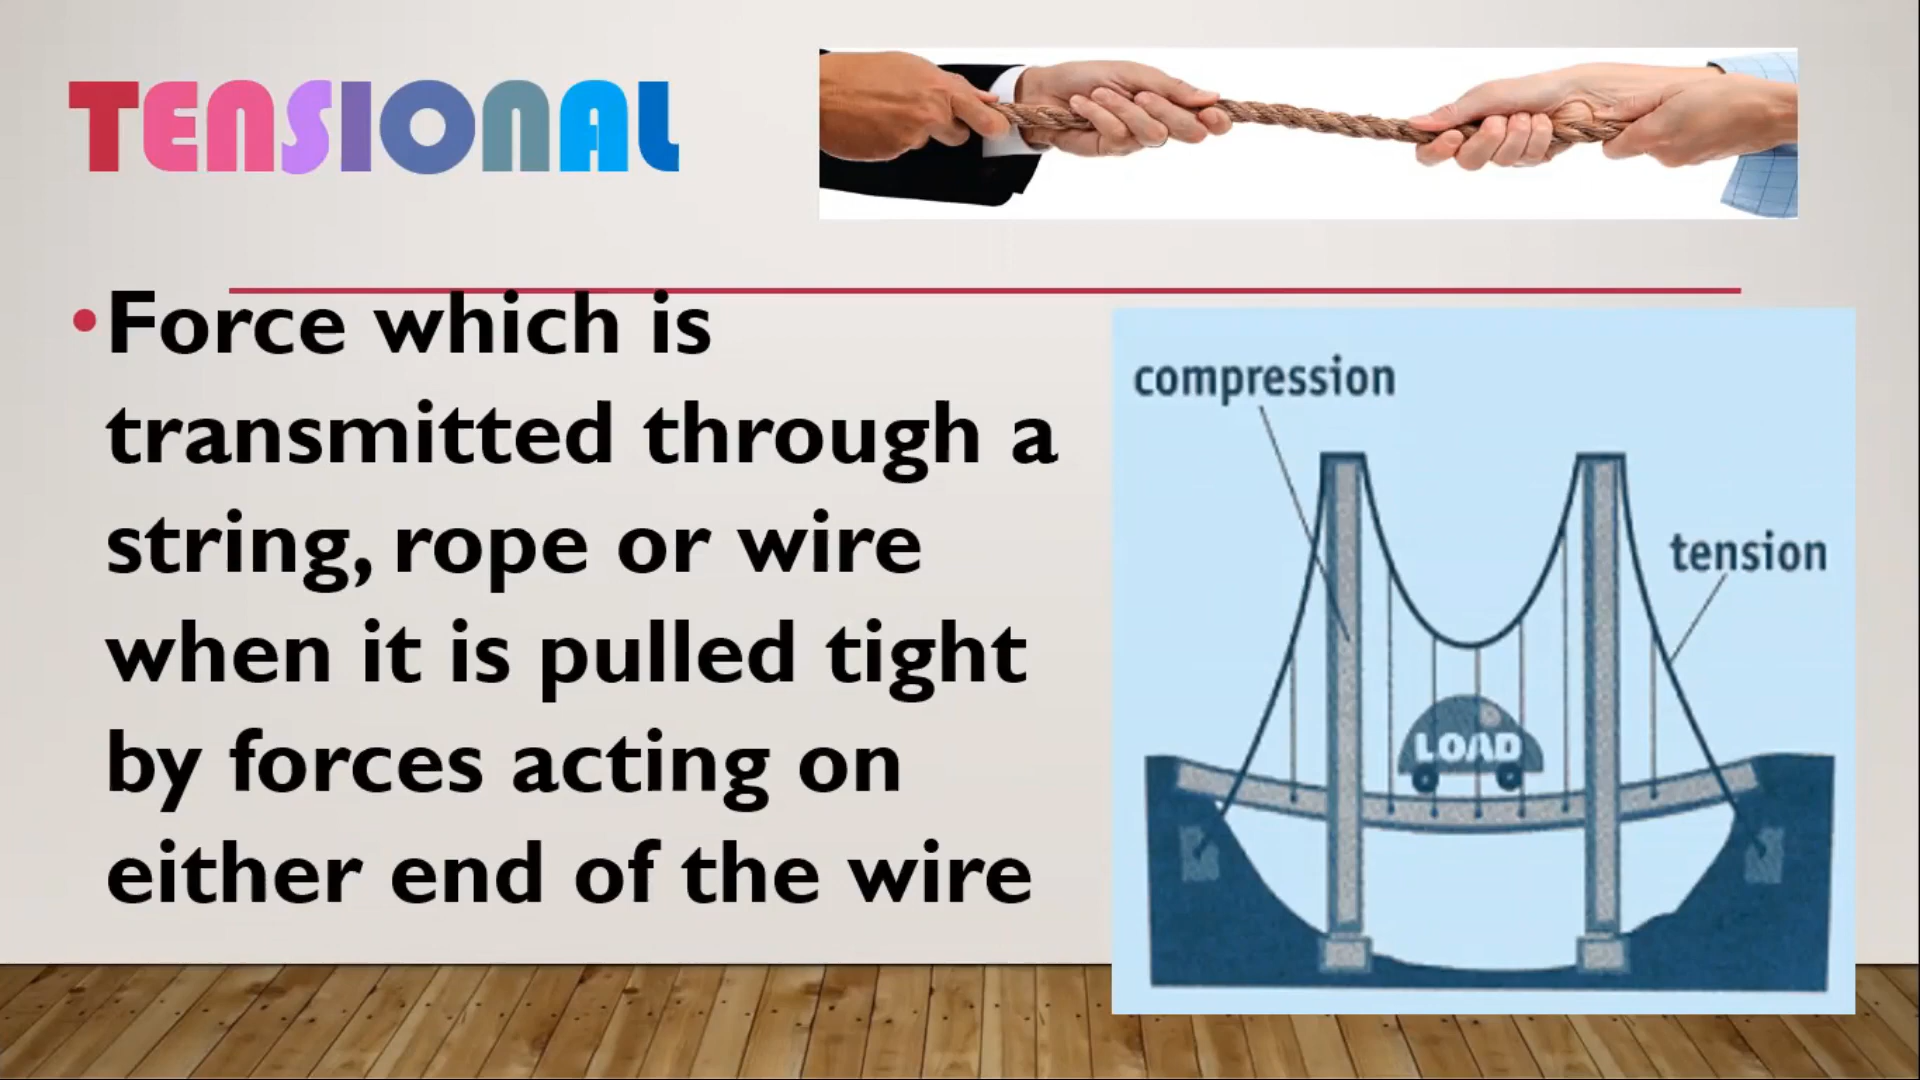 TENSIONAL
•Force which is
transmitted through a
string, rope or wire
when it is pulled tight
by forces acting on
either end of the wire
compression
tension
LOAD